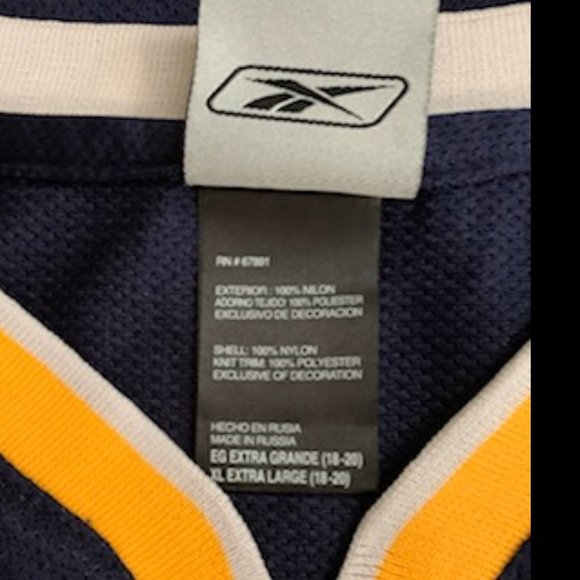 RN # 67891
EXTERIOR : 100% NILON
ADORNO TEJIDO: 100% POLIESTER
EXCLUSIVO DE DECORACION
SHELL: 100% NYLON
KNIT TRIM: 100% POLYESTER
EXCLUSIVE OF DECORATION
HECHO EN RUSIA
MADE IN RUSSIA
EG EXTRA GRANDE (18-20)
XL EXTRA LARGE (18-20)